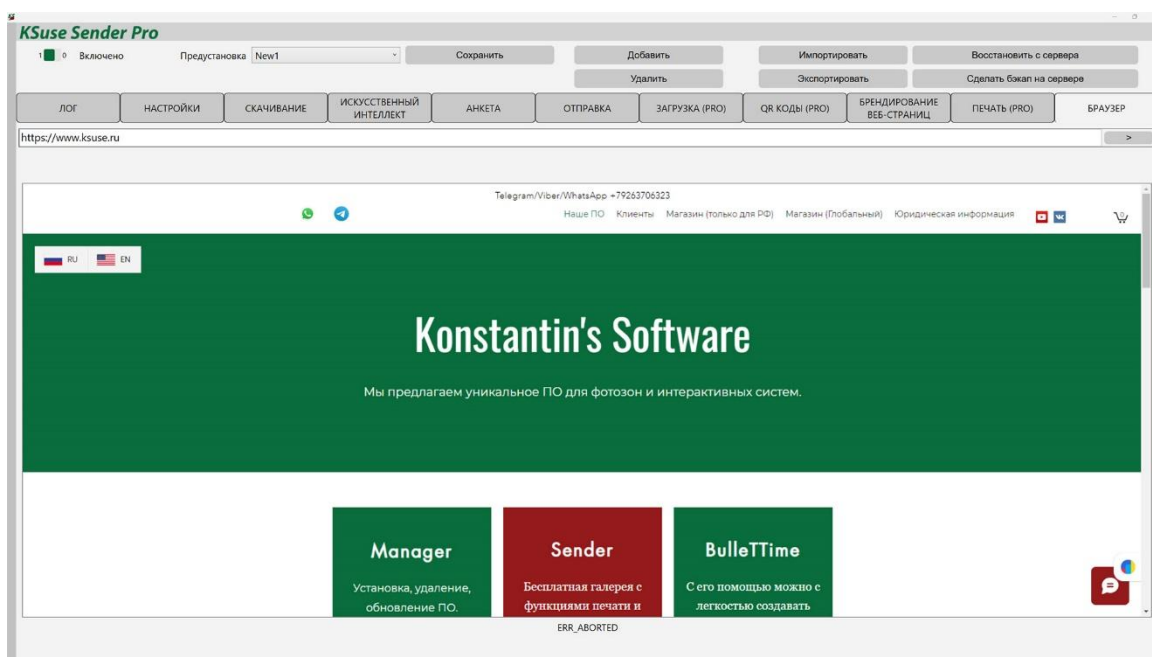 KSuse Sender Pro
1 0 Включено Предустановка New1 Сохранить Добавить Импортировать Восстановить с сервера
Удалить Экспортировать Сделать бэкап на сервере
ЛОГ НАСТРОЙКИ СКАЧИВАНИЕ ИСКУССТВЕННЫЙ ИНТЕЛЛЕКТ АНКЕТА ОТПРАВКА ЗАГРУЗКА (PRO) QR КОДЫ (PRO) БРЕНДИРОВАНИЕ ВЕБ-СТРАНИЦ ПЕЧАТЬ (PRO) БРАУЗЕР
https://www.ksuse.ru >
Telegram/Viber/WhatsApp +79263706323
Наше ПО Клиенты Магазин (только для РФ) Магазин (Глобальный) Юридическая информация
RU EN
Konstantin's Software
Мы предлагаем уникальное ПО для фотозон и интерактивных систем.
Manager Sender BulleTTime
Установка, удаление, Бесплатная галерея с С его помощью можно с
обновление ПО. функциями печати и легкостью создавать
ERR_ABORTED